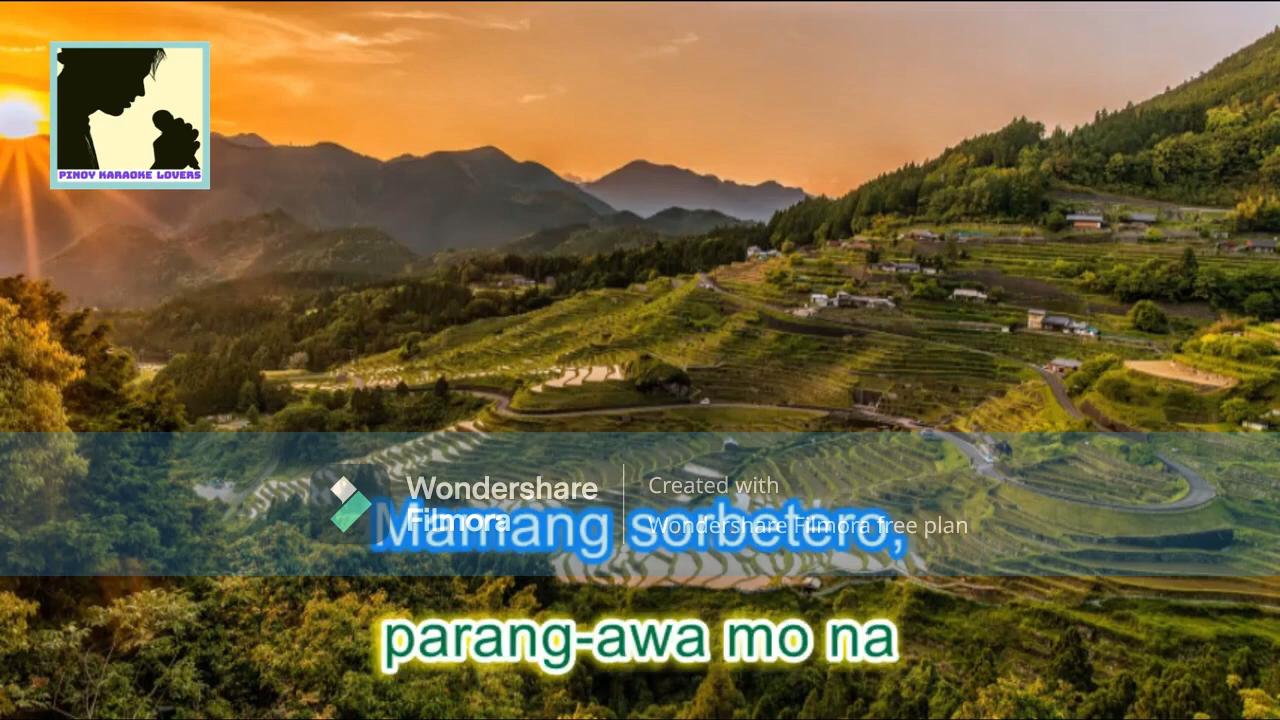 PINOY KARAOKE LOVERS
Wondershare
Filmora
Created with
Wondershare Filmora free plan
Mamang sorbetero,
parang-awa mo na